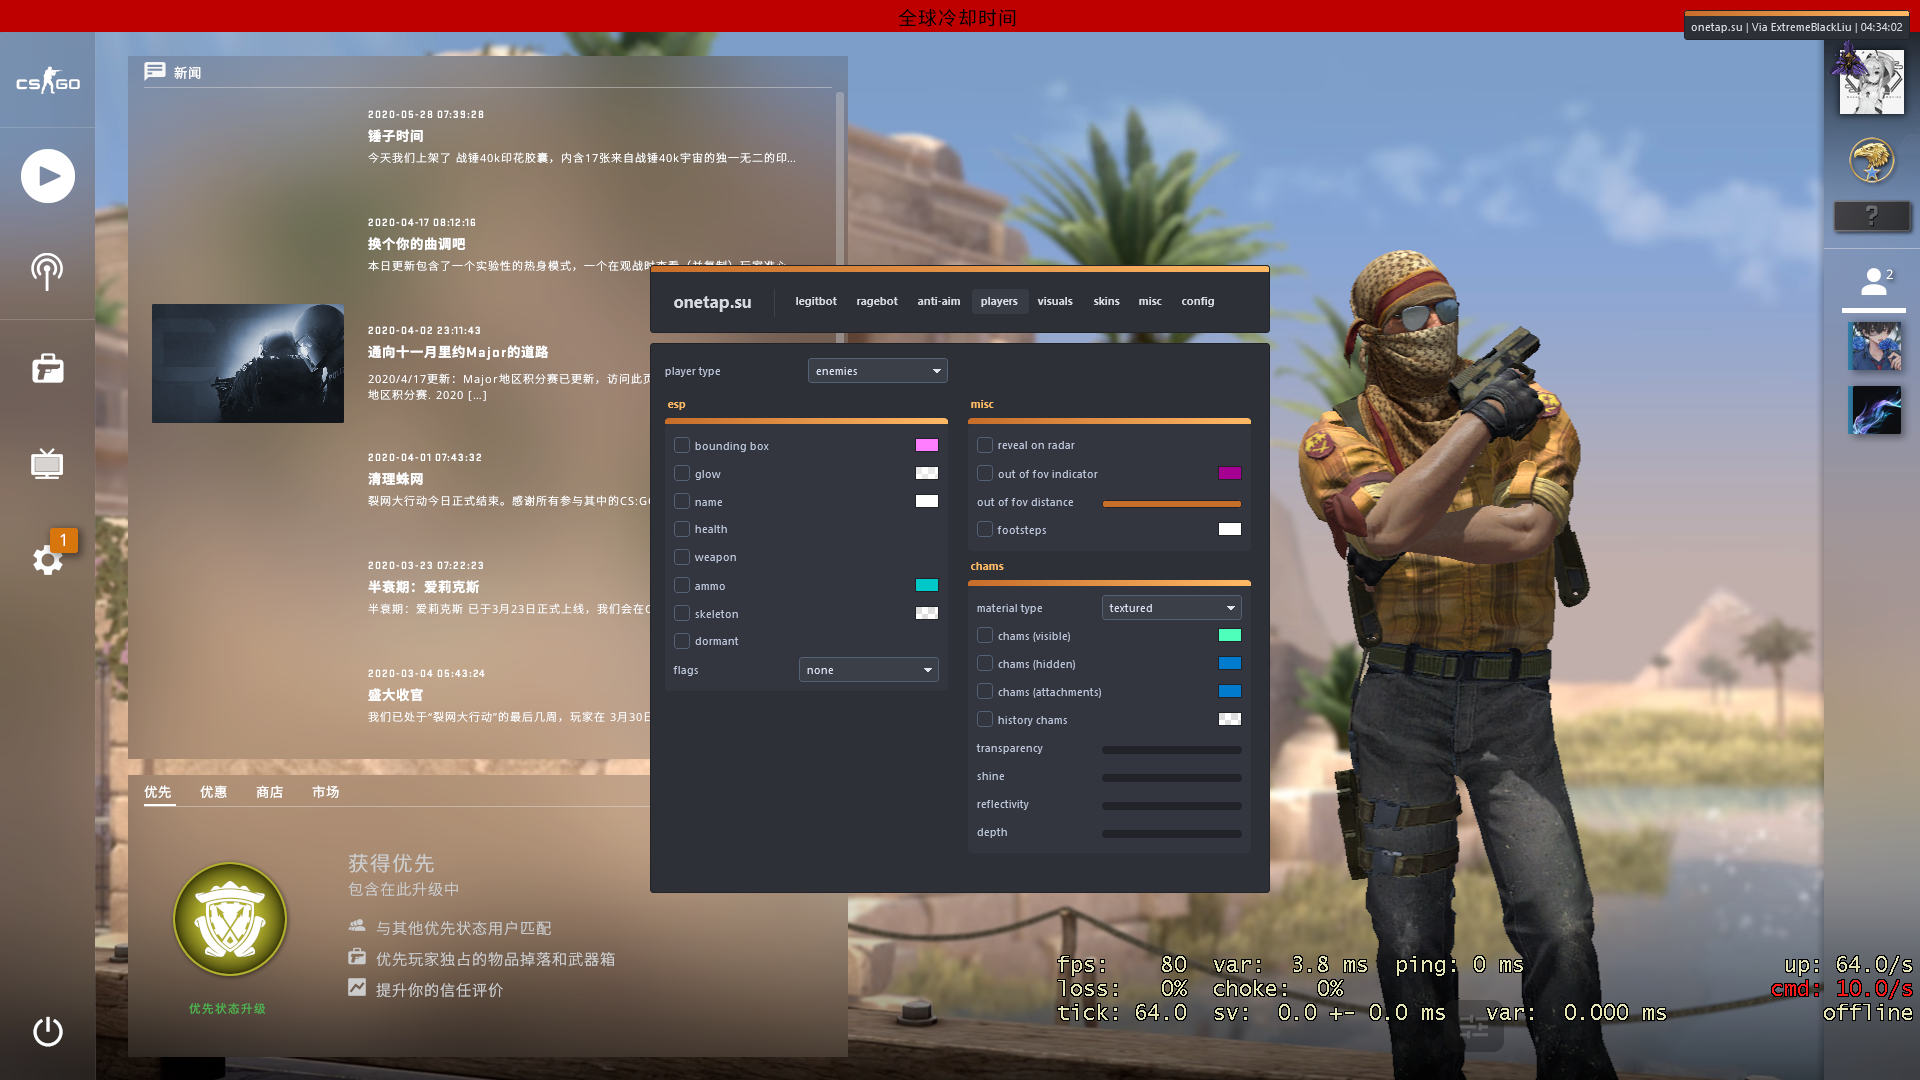 全球冷却时间
onetap.su | Via ExtremeBlackLiu | 04:34:02
CS GO
新闻
2020-05-28 07:39:28
锤子时间
今天我们上架了 战锤40k印花胶囊，内含17张来自战锤40k宇宙的独一无二的印...
2020-04-17 08:12:16
换个你的曲调吧
本日更新包含了一个实验性的热身模式，一个在观战时查看（并复制）玩家准心
2020-04-02 23:11:43
通向十一月里约Major的道路
2020/4/17更新：Major地区积分赛已更新，访问此页
地区积分赛. 2020 [...]
2020-04-01 07:43:32
清理蛛网
裂网大行动今日正式结束。感谢所有参与其中的CS:GO
2020-03-23 07:22:23
半衰期：爱莉克斯
半衰期：爱莉克斯 已于3月23日正式上线，我们会在C
2020-03-04 05:43:24
盛大收官
我们已处于“裂网大行动”的最后几周，玩家在 3月30日
1
优先 优惠 商店 市场
获得优先
包含在此升级中
与其他优先状态用户匹配
优先玩家独占的物品掉落和武器箱
提升你的信任评价
优先状态升级
onetap.su legitbot ragebot anti-aim players visuals skins misc config
player type enemies
esp
bounding box
glow
name
health
weapon
ammo
skeleton
dormant
flags none
misc
reveal on radar
out of fov indicator
out of fov distance
footsteps
chams
material type textured
chams (visible)
chams (hidden)
chams (attachments)
history chams
transparency
shine
reflectivity
depth
?
2
fps: 80 var: 3.8 ms ping: 0 ms up: 64.0/s
loss: 0% choke: 0% cmd: 10.0/s
tick: 64.0 sv: 0.0 +- 0.0 ms var: 0.000 ms offline